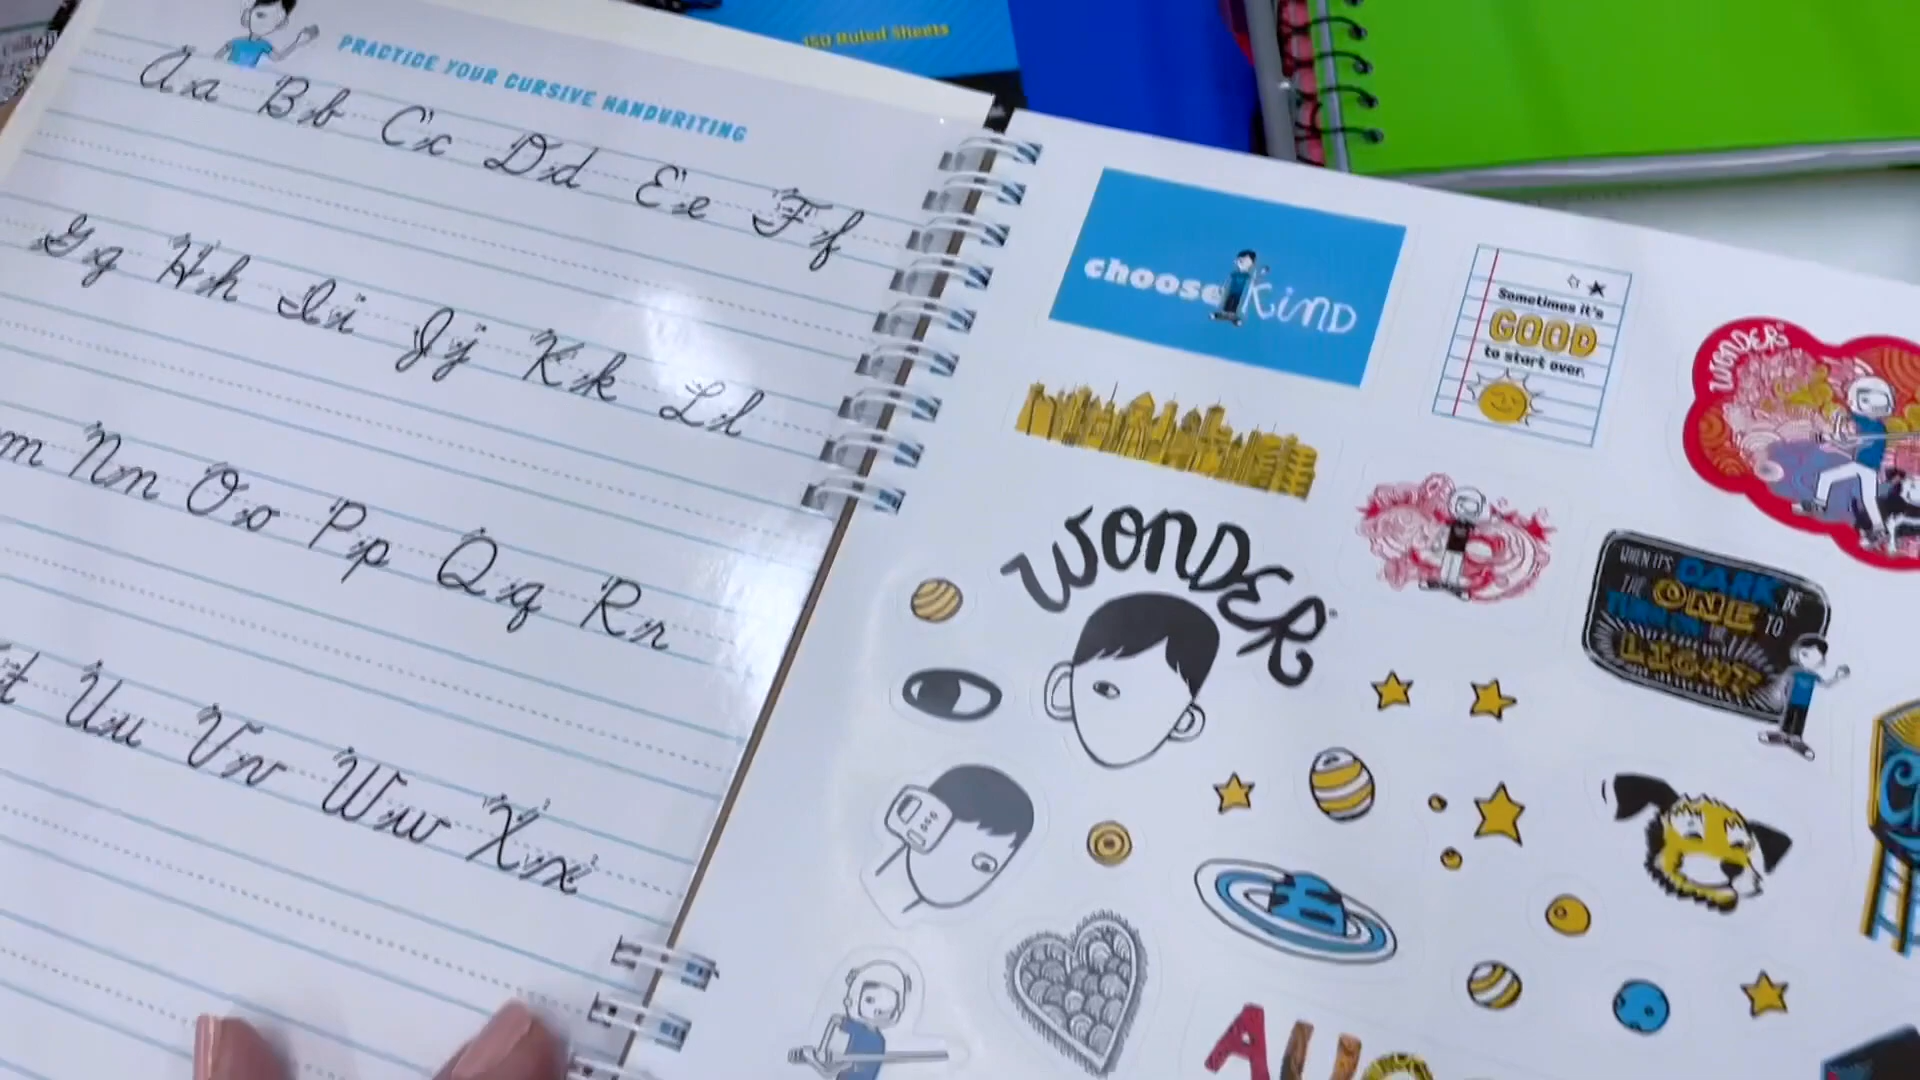 150 Ruled Sheets
PRACTICE YOUR CURSIVE HANDWRITING
Aa Bb Cc Dd Ee Ff
Gg Hh Ii Jj Kk Ll
m Nn Oo Pp Qq Rr
t Uu Vv Ww Xx
choose kind
Sometimes it's
GOOD
to start over.
WONDER
WONDER
WHEN IT'S DARK BE
THE ONE TO
TURN ON THE
LIGHT
AUG